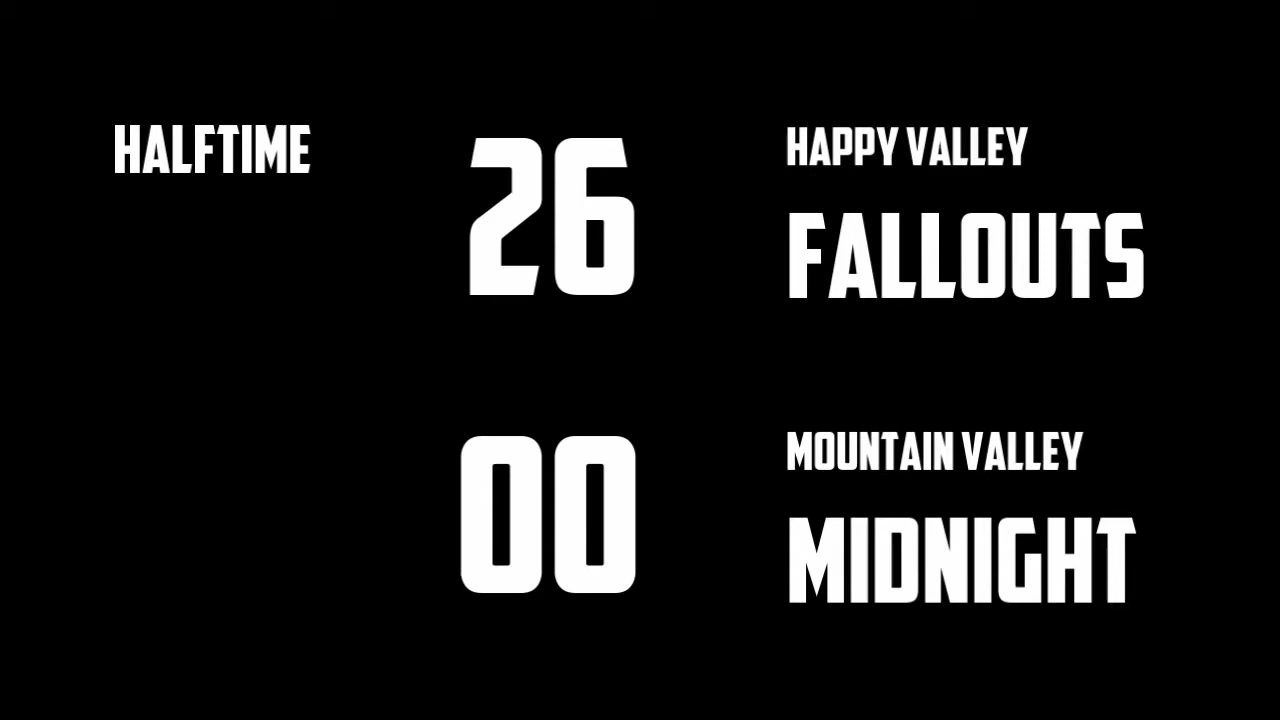 HALFTIME
26
HAPPY VALLEY
FALLOUTS
00
MOUNTAIN VALLEY
MIDNIGHT